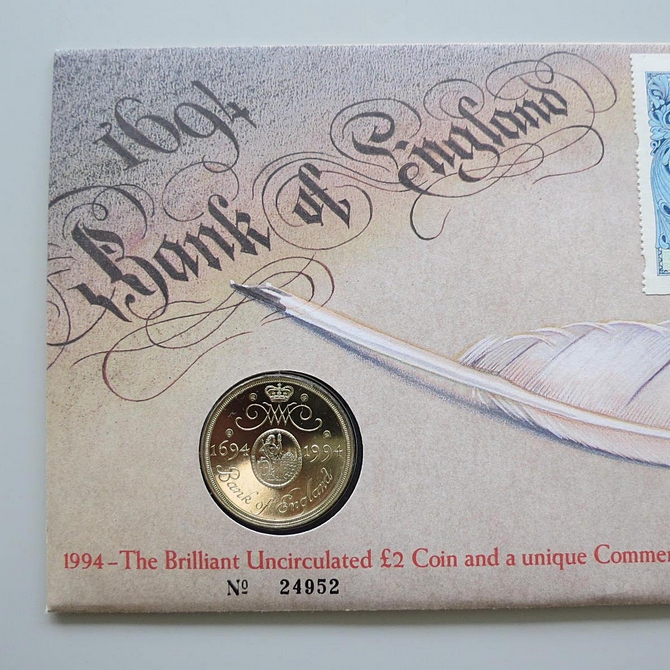 1694
Bank of England
1694 1994
Bank of England
1994 – The Brilliant Uncirculated £2 Coin and a unique Comme
Nº 24952